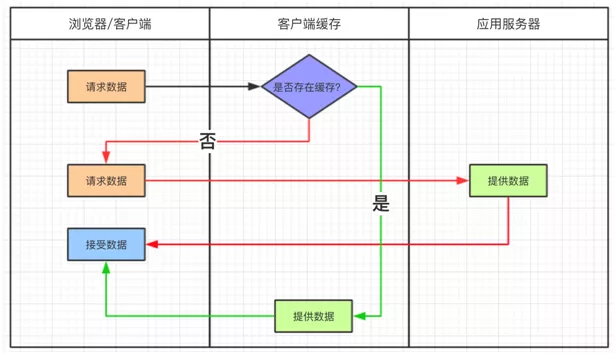 浏览器/客户端
客户端缓存
应用服务器
请求数据
是否存在缓存?
否
请求数据
提供数据
是
接受数据
提供数据